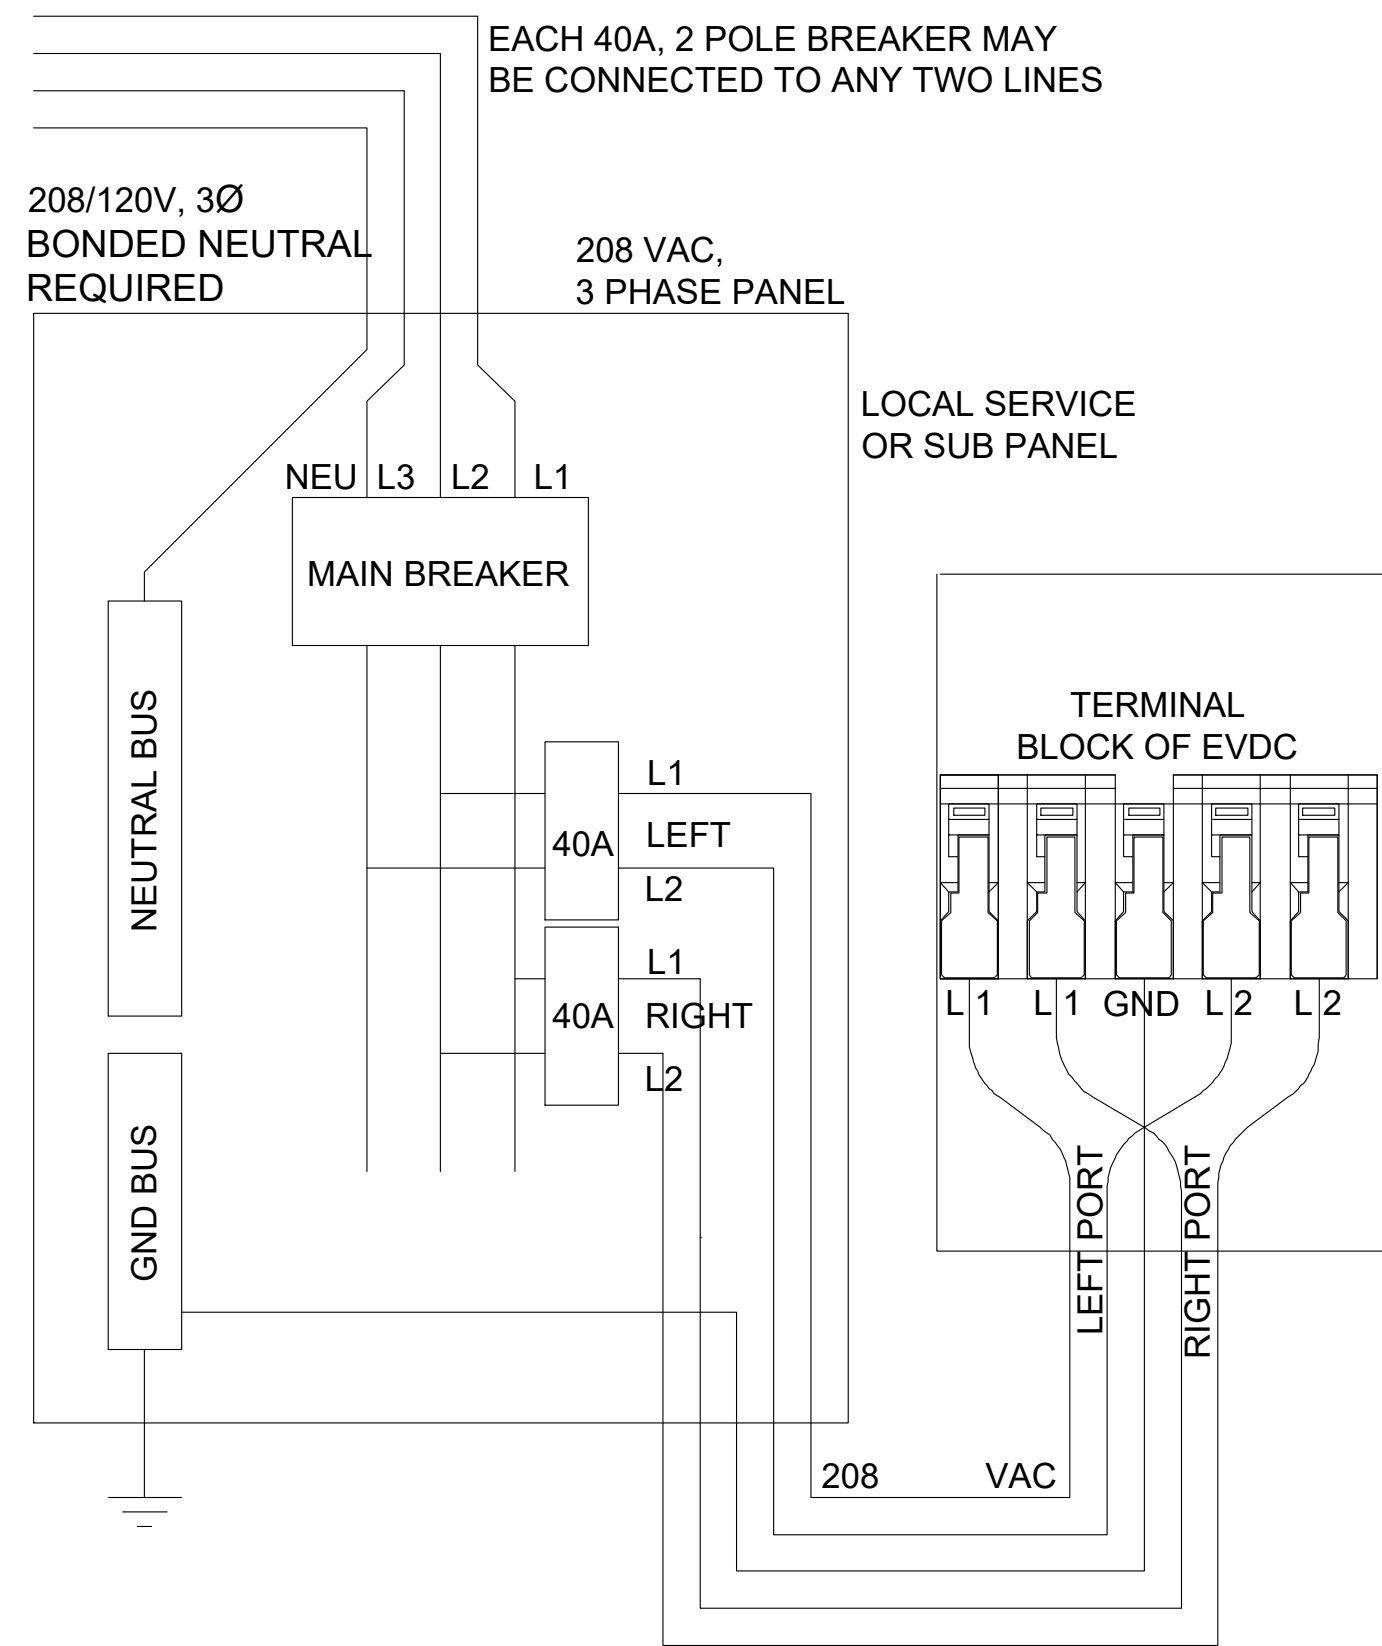 EACH 40A, 2 POLE BREAKER MAY
BE CONNECTED TO ANY TWO LINES
208/120V, 3Ø
BONDED NEUTRAL
REQUIRED
208 VAC,
3 PHASE PANEL
LOCAL SERVICE
OR SUB PANEL
NEU L3 L2 L1
MAIN BREAKER
NEUTRAL BUS
GND BUS
L1
40A LEFT
L2
L1
40A RIGHT
L2
TERMINAL
BLOCK OF EVDC
L 1 L 1 GND L 2 L 2
LEFT PORT
RIGHT PORT
208 VAC